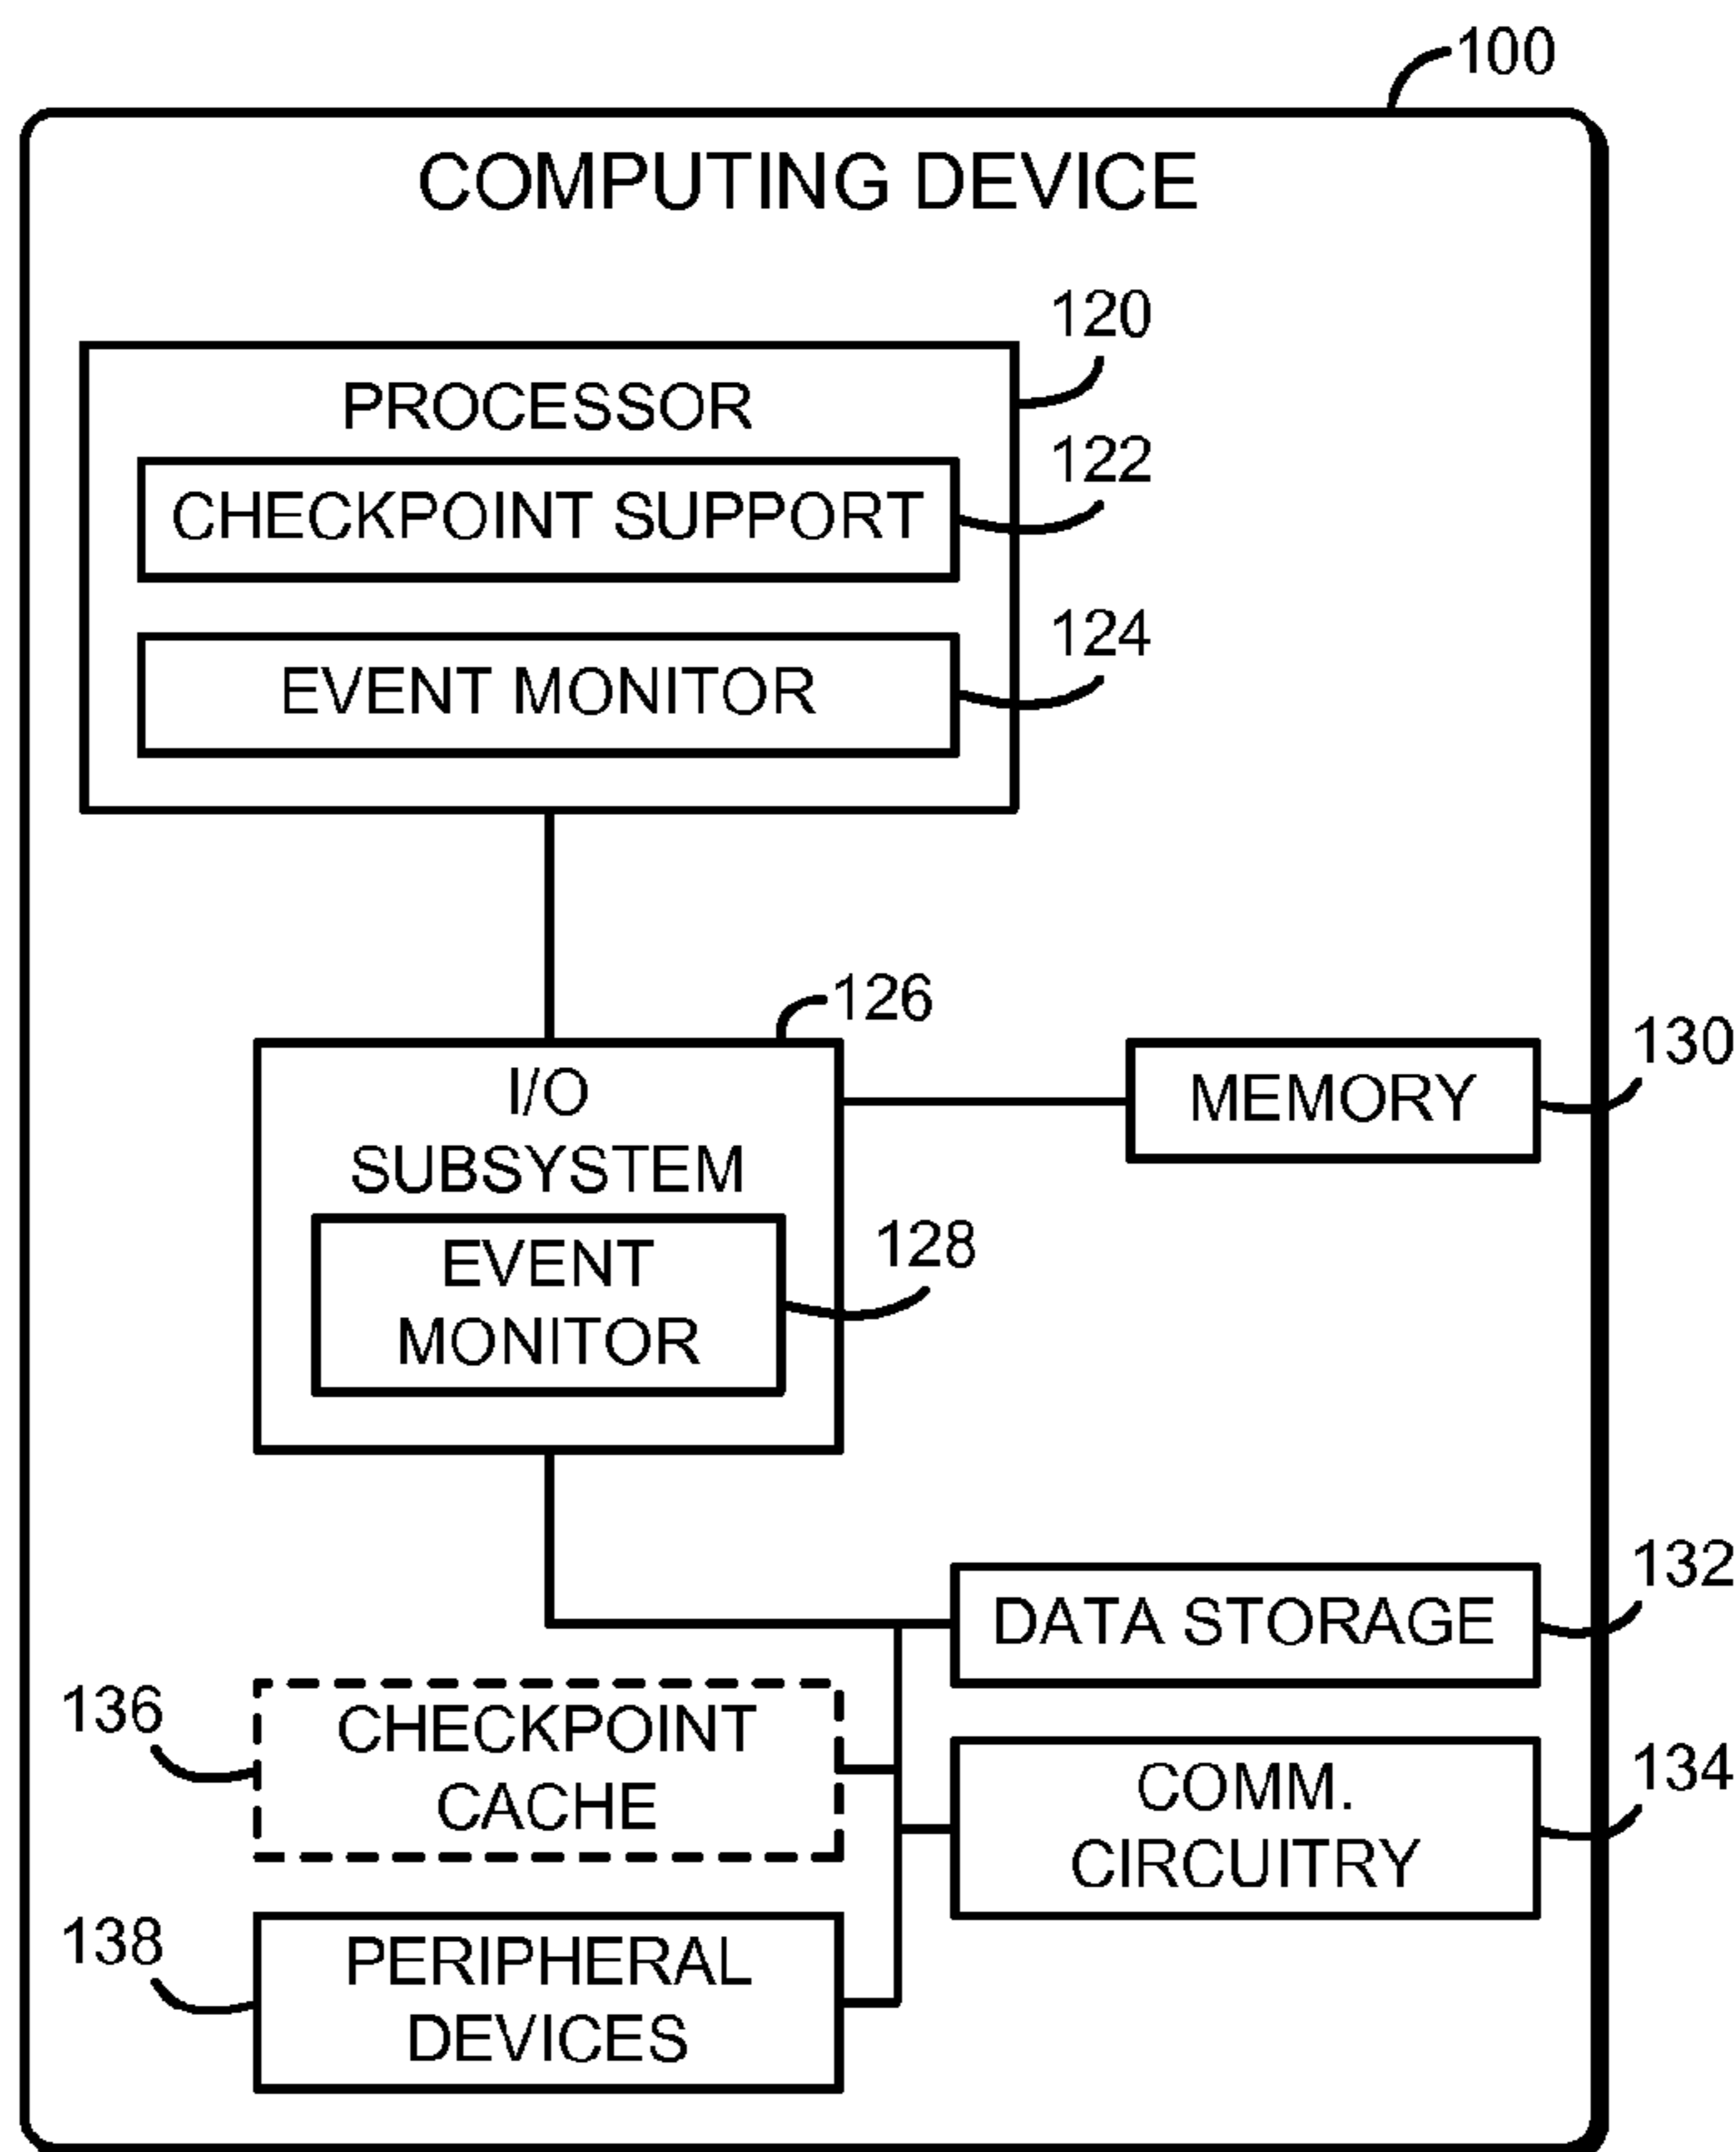 100
COMPUTING DEVICE
120
PROCESSOR
122
CHECKPOINT SUPPORT
124
EVENT MONITOR
126
I/O
SUBSYSTEM
130
MEMORY
128
EVENT
MONITOR
132
DATA STORAGE
136
CHECKPOINT
CACHE
134
COMM.
CIRCUITRY
138
PERIPHERAL
DEVICES